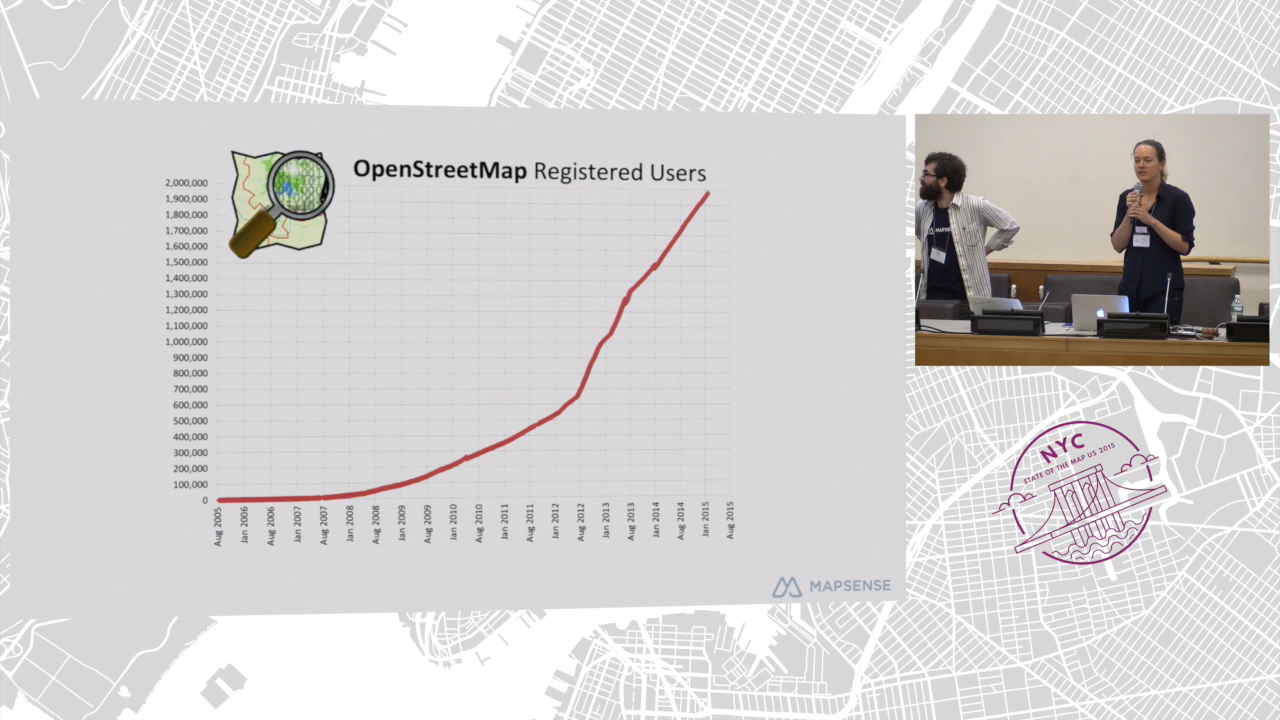 OpenStreetMap Registered Users
2,000,000
1,900,000
1,800,000
1,700,000
1,600,000
1,500,000
1,400,000
1,300,000
1,200,000
1,100,000
1,000,000
900,000
800,000
700,000
600,000
500,000
400,000
300,000
200,000
100,000
0
Aug 2005
Jan 2006
Aug 2006
Jan 2007
Aug 2007
Jan 2008
Aug 2008
Jan 2009
Aug 2009
Jan 2010
Aug 2010
Jan 2011
Aug 2011
Jan 2012
Aug 2012
Jan 2013
Aug 2013
Jan 2014
Aug 2014
Jan 2015
Aug 2015
MAPSENSE
MAPSENSE
NYC
STATE OF THE MAP US 2015